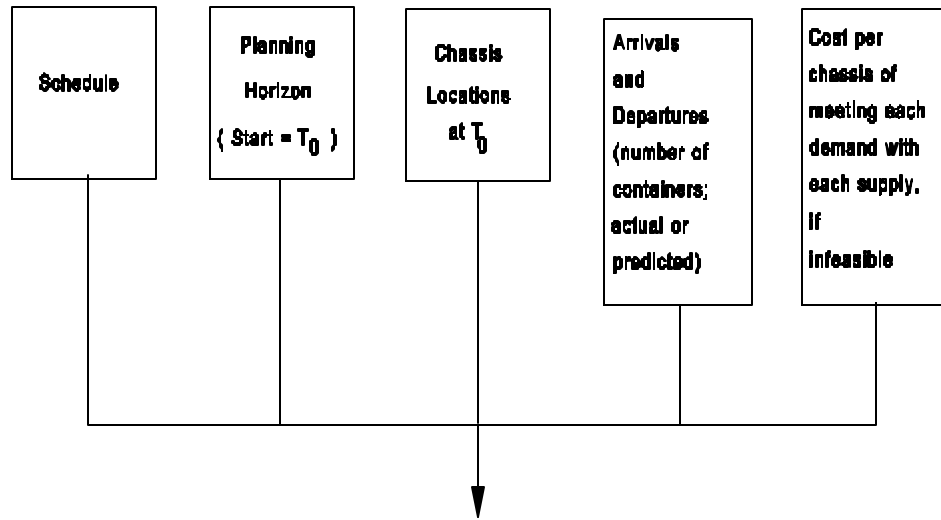 Schedule
Planning
Horizon
( Start = T0 )
Chassis
Locations
at T0
Arrivals
and
Departures
(number of
containers;
actual or
predicted)
Cost per
chassis of
meeting each
demand with
each supply,
if
infeasible